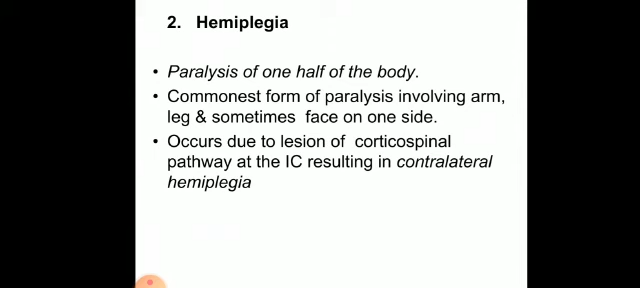 2. Hemiplegia
• Paralysis of one half of the body.
• Commonest form of paralysis involving arm,
leg & sometimes face on one side.
• Occurs due to lesion of corticospinal
pathway at the IC resulting in contralateral
hemiplegia